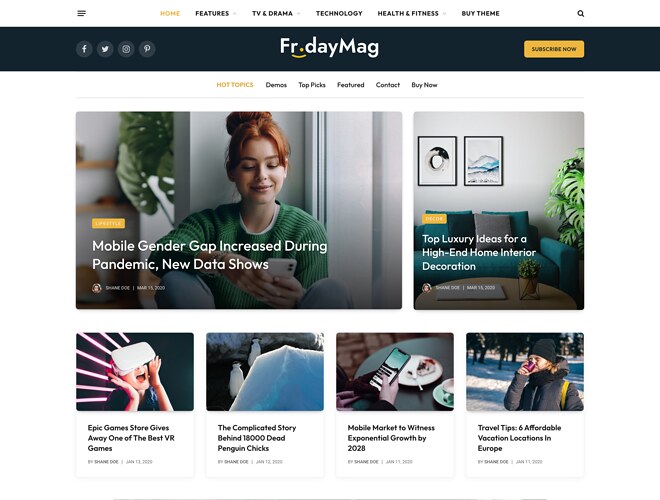 HOME FEATURES TV & DRAMA TECHNOLOGY HEALTH & FITNESS BUY THEME
Fr.dayMag
SUBSCRIBE NOW
HOT TOPICS Demos Top Picks Featured Contact Buy Now
LIFESTYLE
Mobile Gender Gap Increased During
Pandemic, New Data Shows
SHANE DOE | MAR 15, 2020
DECOR
Top Luxury Ideas for a
High-End Home Interior
Decoration
SHANE DOE | MAR 15, 2020
Epic Games Store Gives
Away One of The Best VR
Games
BY SHANE DOE | JAN 13, 2020
The Complicated Story
Behind 18000 Dead
Penguin Chicks
BY SHANE DOE | JAN 12, 2020
Mobile Market to Witness
Exponential Growth by
2028
BY SHANE DOE | JAN 11, 2020
Travel Tips: 6 Affordable
Vacation Locations In
Europe
BY SHANE DOE | JAN 11, 2020